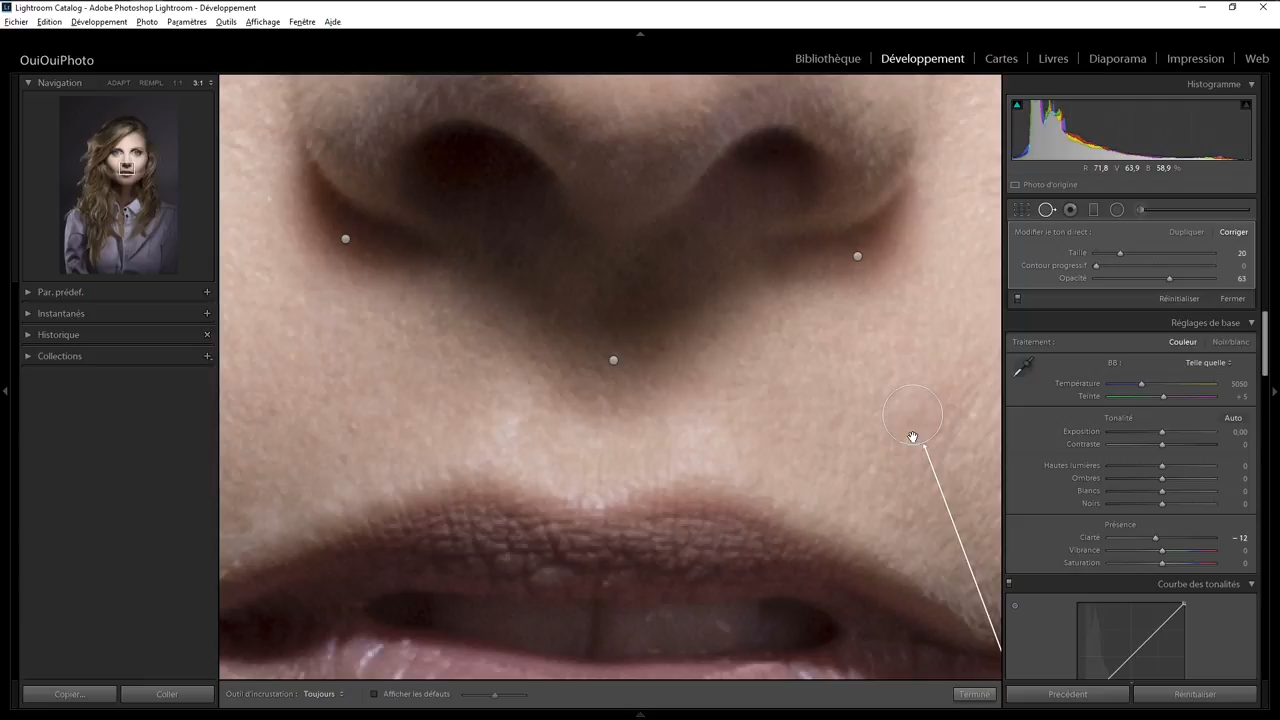 Lightroom Catalog - Adobe Photoshop Lightroom - Développement
Fichier Edition Développement Photo Paramètres Outils Affichage Fenêtre Aide
OuiOuiPhoto
Bibliothèque | Développement | Cartes | Livres | Diaporama | Impression | Web
Navigation ADAPT REMPL 1:1 3:1
Par. prédef. +
Instantanés +
Historique ×
Collections +
Copier... Coller
Outil d'incrustation : Toujours Afficher les défauts Terminé
Histogramme
R 71,8 V 63,9 B 58,9 %
Photo d'origine
Modifier le ton direct : Dupliquer Corriger
Taille 20
Contour progressif 0
Opacité 63
Réinitialiser Fermer
Réglages de base
Traitement : Couleur | Noir/blanc
BB : Telle quelle
Température 5050
Teinte + 5
Tonalité Auto
Exposition 0,00
Contraste 0
Hautes lumières 0
Ombres 0
Blancs 0
Noirs 0
Présence
Clarté – 12
Vibrance 0
Saturation 0
Courbe des tonalités
Précédent Réinitialiser